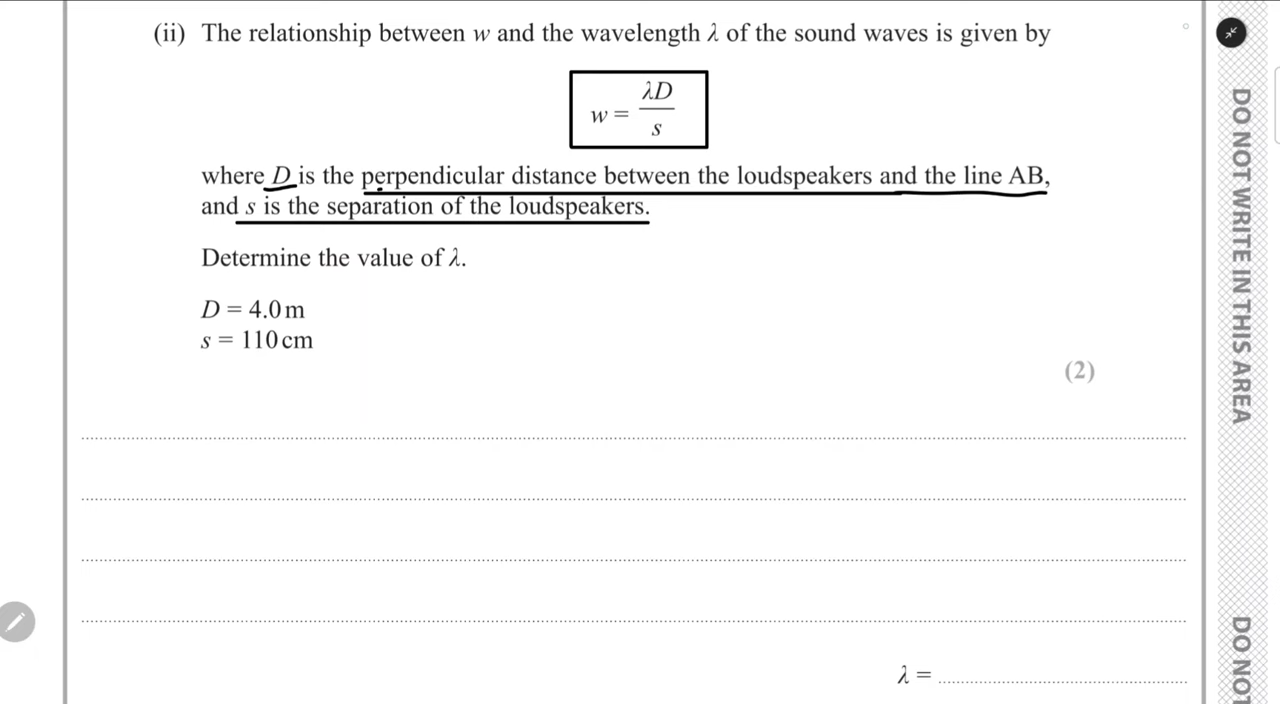 (ii) The relationship between w and the wavelength λ of the sound waves is given by
w = λD / s
where D is the perpendicular distance between the loudspeakers and the line AB,
and s is the separation of the loudspeakers.
Determine the value of λ.
D = 4.0 m
s = 110 cm
(2)
λ =
DO NOT WRITE IN THIS AREA
DO NOT